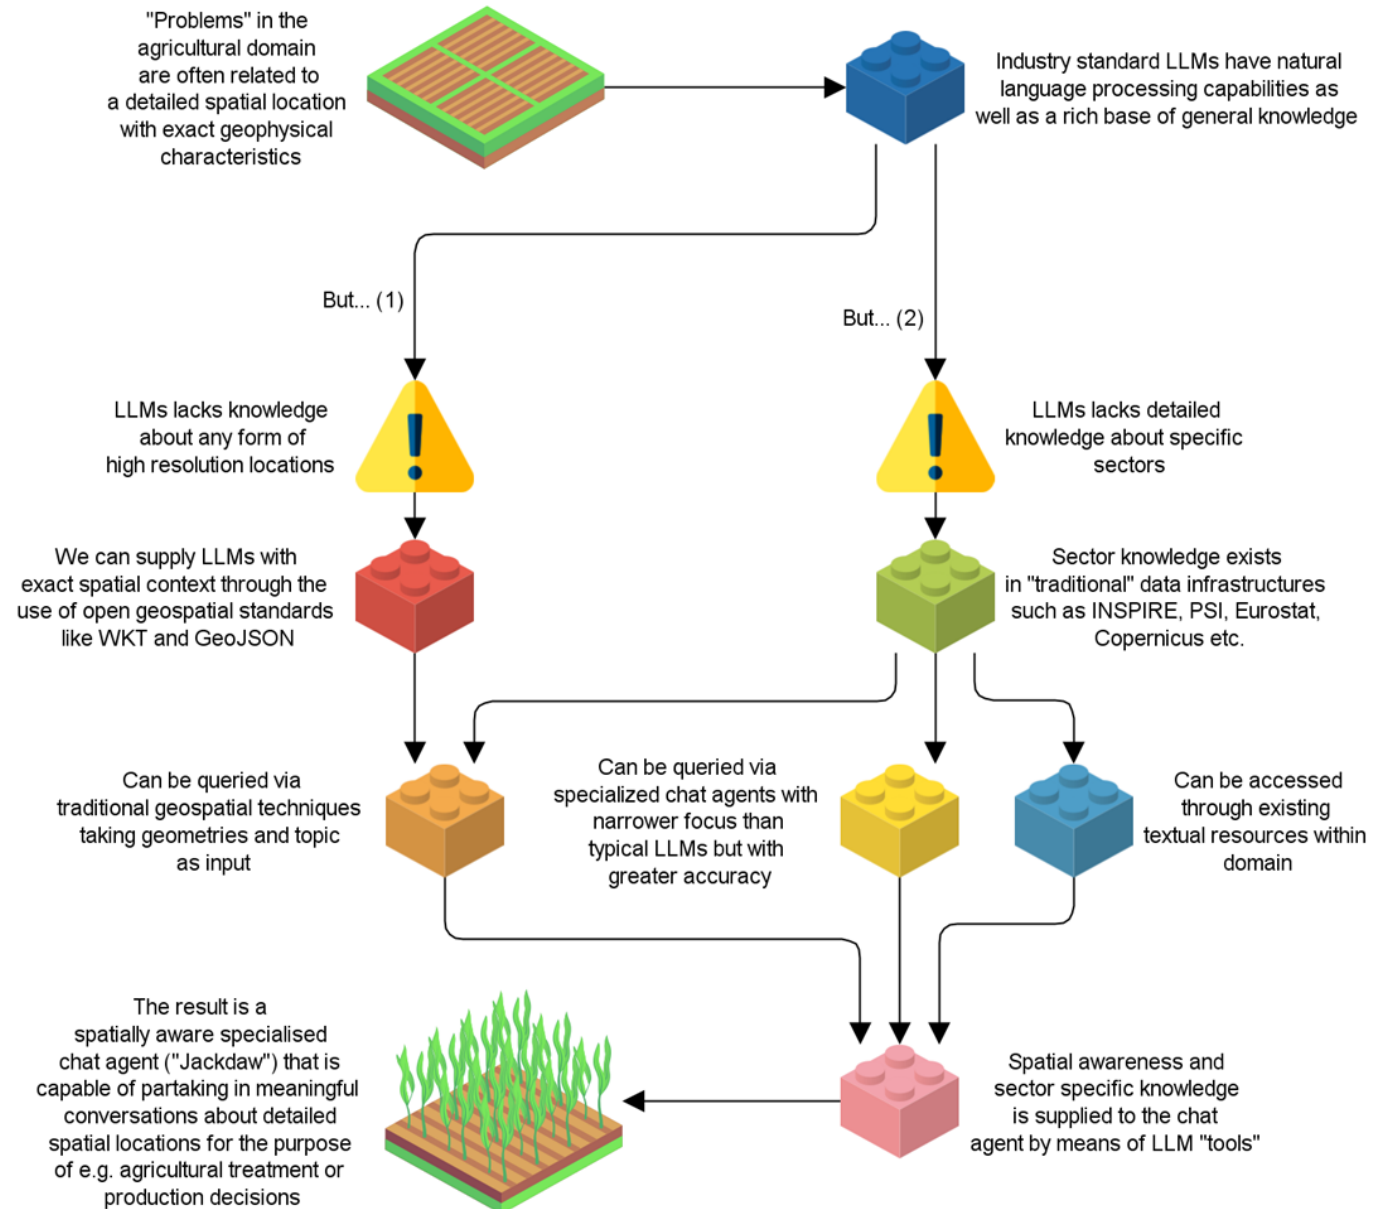 "Problems" in the
agricultural domain
are often related to
a detailed spatial location
with exact geophysical
characteristics
Industry standard LLMs have natural
language processing capabilities as
well as a rich base of general knowledge
But... (1)
But... (2)
LLMs lacks knowledge
about any form of
high resolution locations
LLMs lacks detailed
knowledge about specific
sectors
We can supply LLMs with
exact spatial context through the
use of open geospatial standards
like WKT and GeoJSON
Sector knowledge exists
in "traditional" data infrastructures
such as INSPIRE, PSI, Eurostat,
Copernicus etc.
Can be queried via
traditional geospatial techniques
taking geometries and topic
as input
Can be queried via
specialized chat agents with
narrower focus than
typical LLMs but with
greater accuracy
Can be accessed
through existing
textual resources within
domain
The result is a
spatially aware specialised
chat agent ("Jackdaw") that is
capable of partaking in meaningful
conversations about detailed
spatial locations for the purpose
of e.g. agricultural treatment or
production decisions
Spatial awareness and
sector specific knowledge
is supplied to the chat
agent by means of LLM "tools"